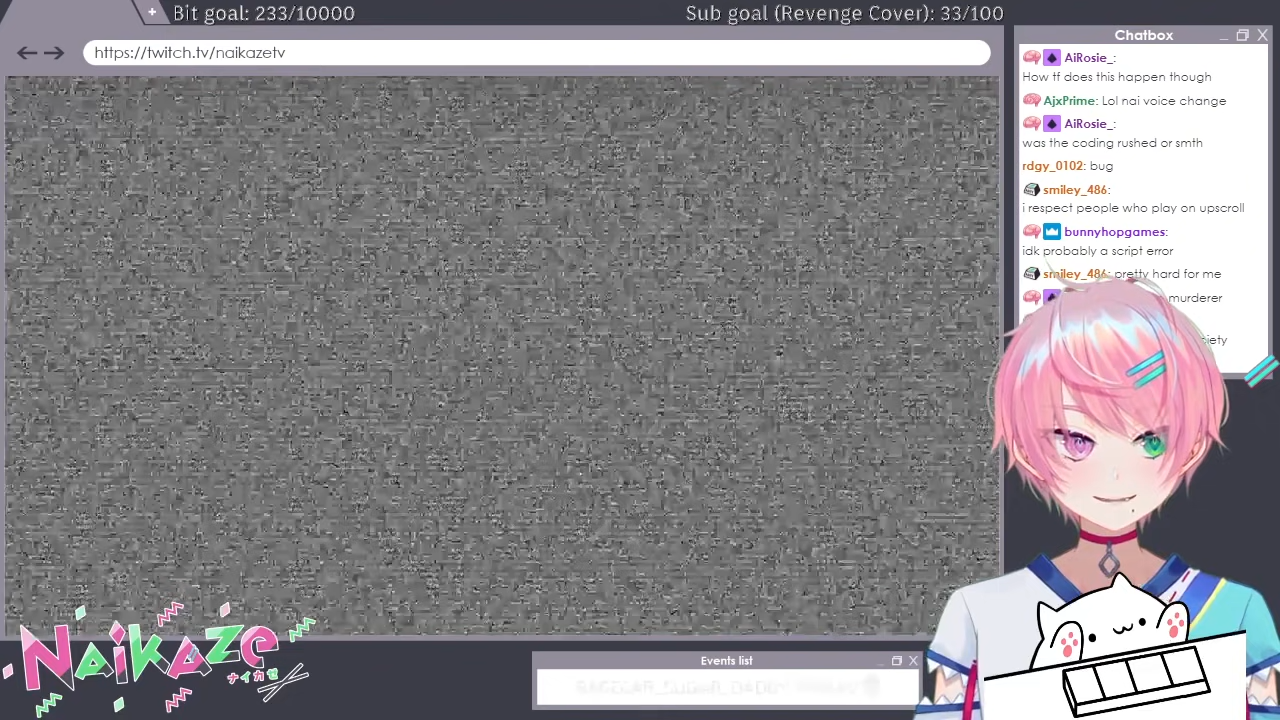 Bit goal: 233/10000
Sub goal (Revenge Cover): 33/100
https://twitch.tv/naikazetv
Chatbox
AiRosie_:
How tf does this happen though
AjxPrime: Lol nai voice change
AiRosie_:
was the coding rushed or smth
rdgy_0102: bug
smiley_486:
i respect people who play on upscroll
bunnyhopgames:
idk probably a script error
smiley_486: pretty hard for me
murderer
Naikaze
ナイカゼ
Events list